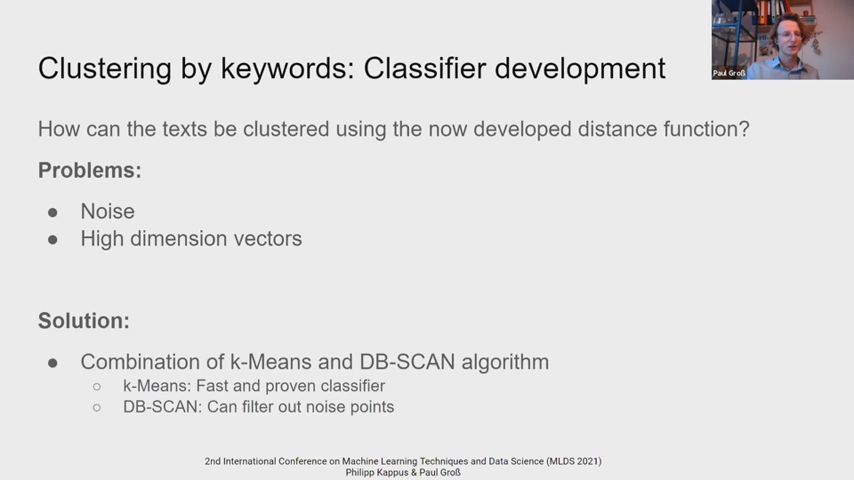 Paul Groß
Clustering by keywords: Classifier development
How can the texts be clustered using the now developed distance function?
Problems:
● Noise
● High dimension vectors
Solution:
● Combination of k-Means and DB-SCAN algorithm
○ k-Means: Fast and proven classifier
○ DB-SCAN: Can filter out noise points
2nd International Conference on Machine Learning Techniques and Data Science (MLDS 2021)
Philipp Kappus & Paul Groß